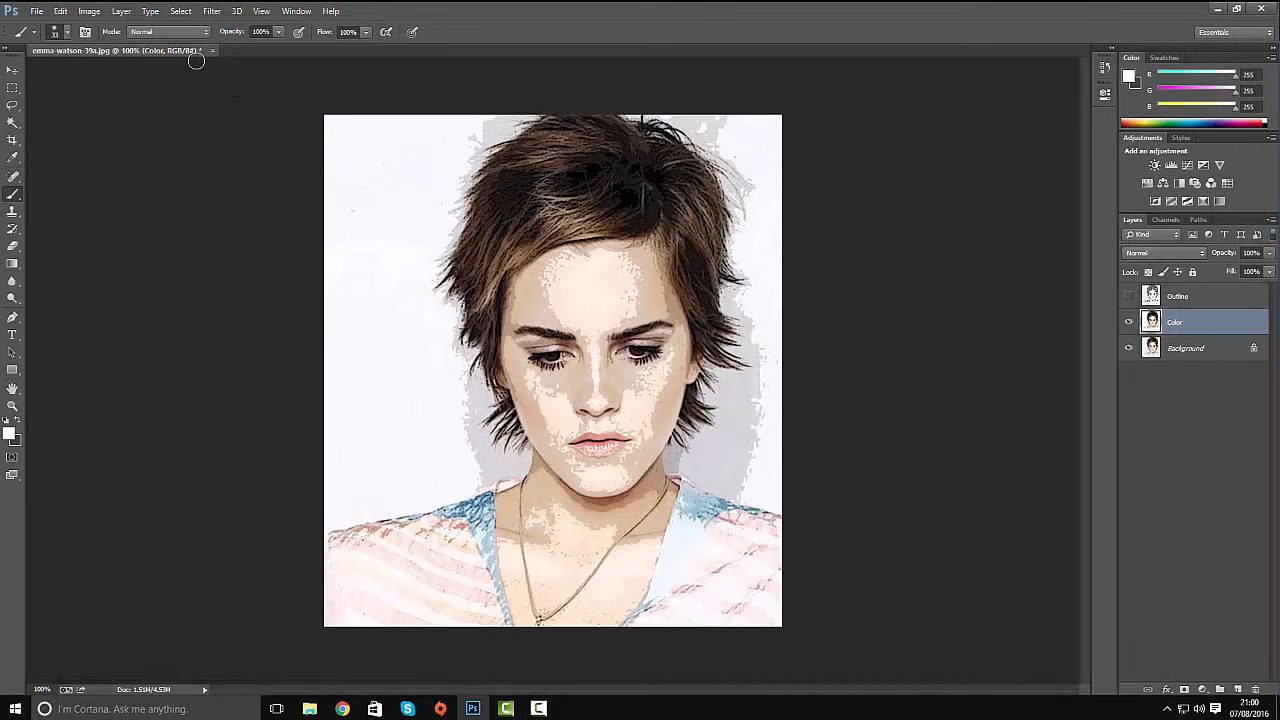 Ps File Edit Image Layer Type Select Filter 3D View Window Help
33 Mode: Normal Opacity: 100% Flow: 100% Essentials
emma-watson-39a.jpg @ 100% (Color, RGB/8#) * ×
Color Swatches
R 255
G 255
B 255
Adjustments Styles
Add an adjustment
Layers Channels Paths
Kind
Normal Opacity: 100%
Lock: Fill: 100%
Outline
Color
Background
100% Doc: 1.51M/4.53M
I'm Cortana. Ask me anything.
Ps
21:00
07/08/2016